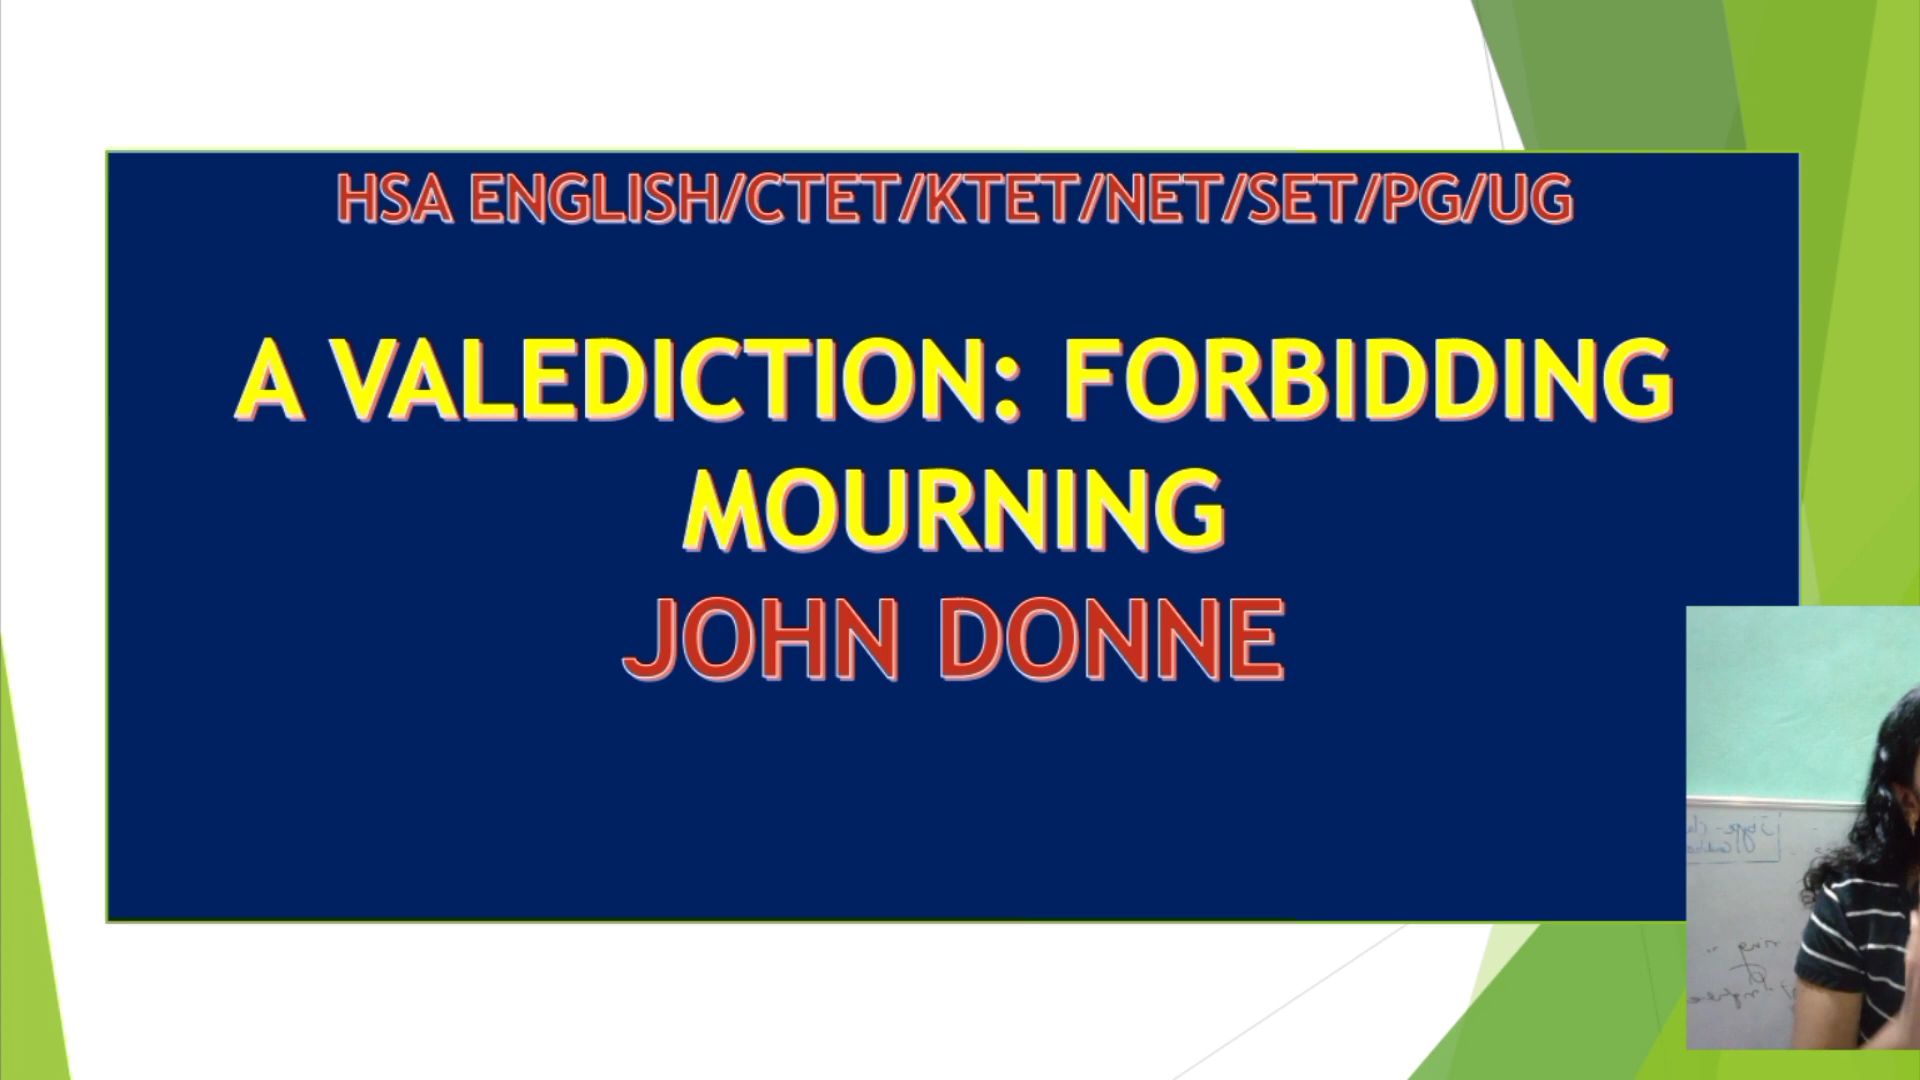 HSA ENGLISH/CTET/KTET/NET/SET/PG/UG
A VALEDICTION: FORBIDDING
MOURNING
JOHN DONNE